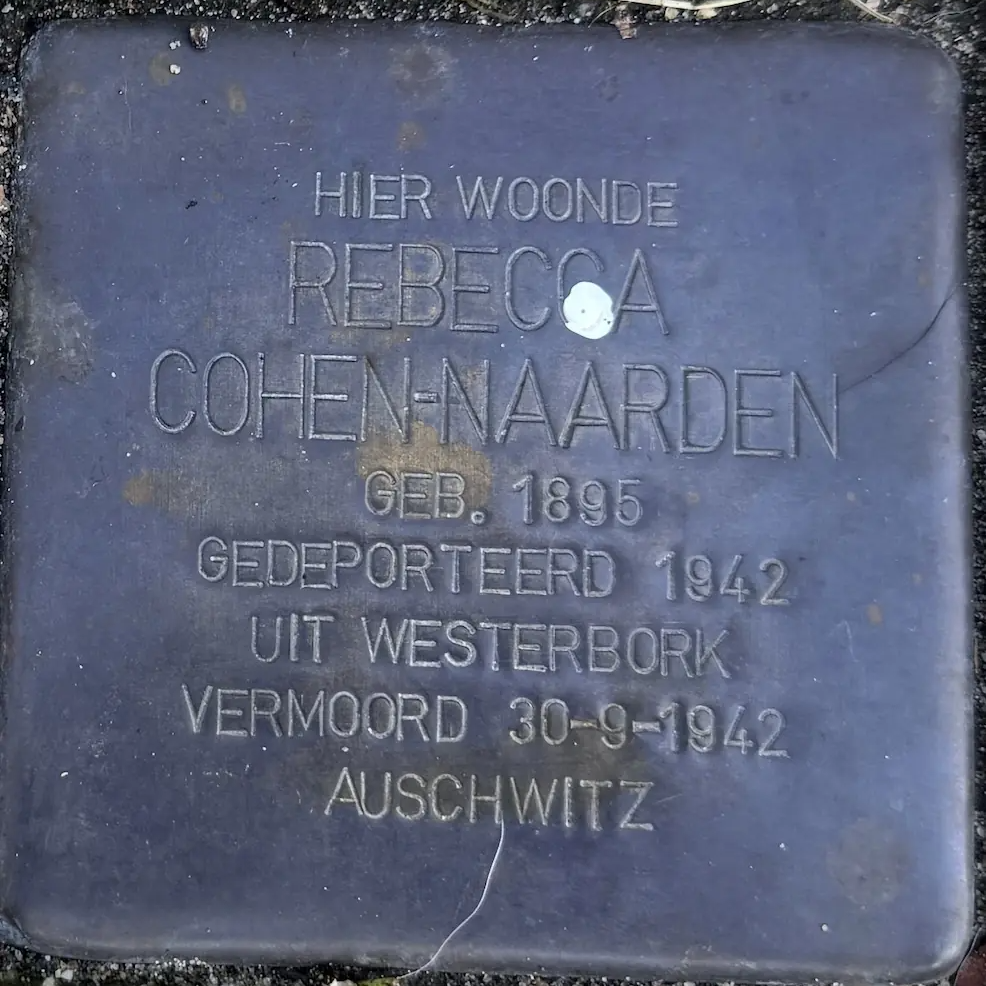 HIER WOONDE
REBECCA
COHEN-NAARDEN
GEB. 1895
GEDEPORTEERD 1942
UIT WESTERBORK
VERMOORD 30-9-1942
AUSCHWITZ